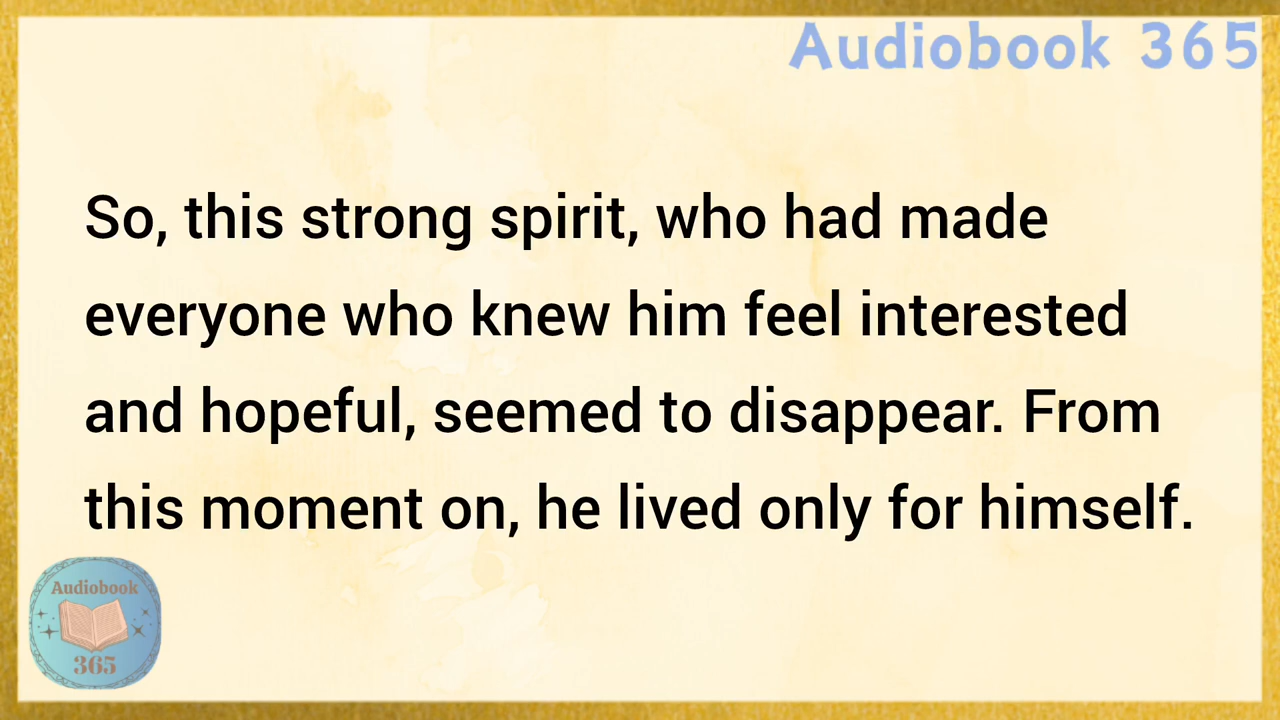 Audiobook 365
So, this strong spirit, who had made
everyone who knew him feel interested
and hopeful, seemed to disappear. From
this moment on, he lived only for himself.
Audiobook
365